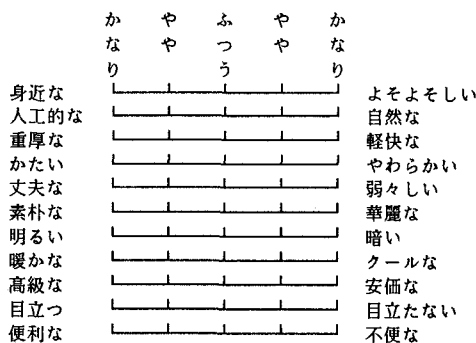 かなり やや ふつう やや かなり
身近な よそよそしい
人工的な 自然な
重厚な 軽快な
かたい やわらかい
丈夫な 弱々しい
素朴な 華麗な
明るい 暗い
暖かな クールな
高級な 安価な
目立つ 目立たない
便利な 不便な